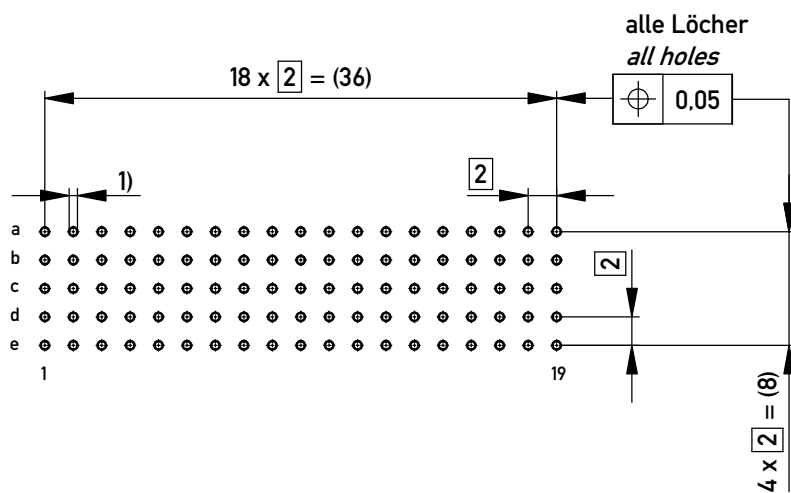 alle Löcher
all holes
18 x 2 = (36)
0,05
1)
2
a
b
2
c
d
e
1
19
4 x 2 = (8)